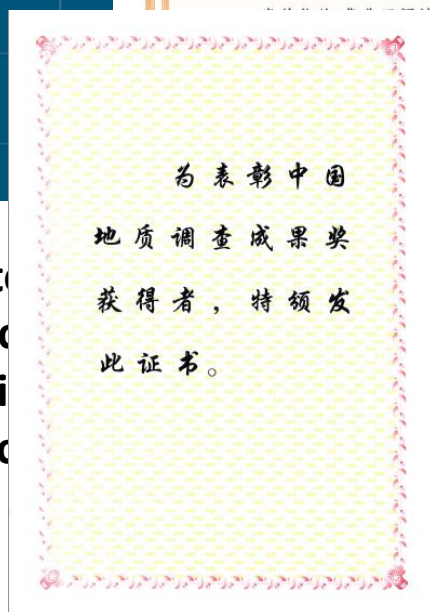 为表彰中国
地质调查成果奖
获得者，特颁发
此证书。